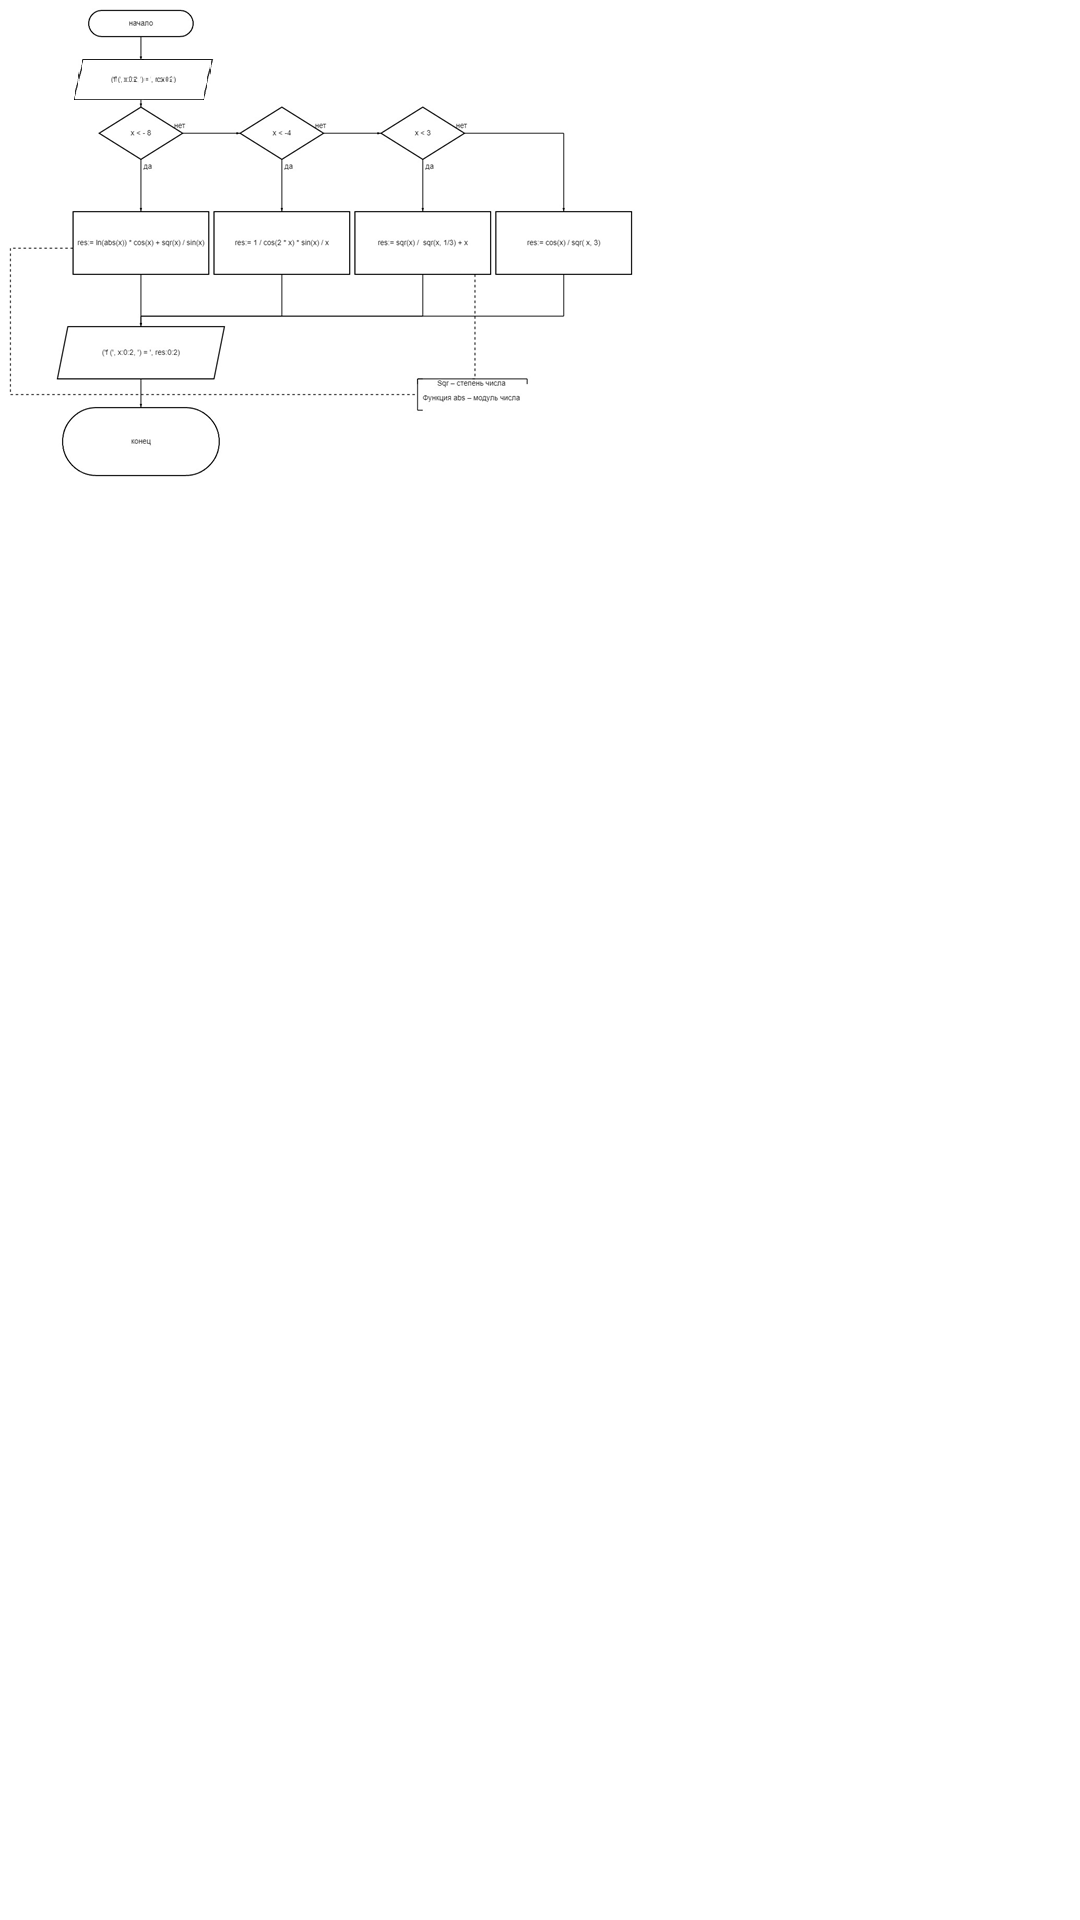 начало
('f (', x:0:2, ') = ',
x < - 8
нет
x < -4
нет
x < 3
нет
да
да
да
res:= ln(abs(x)) * cos(x) + sqr(x) / sin(x)
res:= 1 / cos(2 * x) * sin(x) / x
res:= sqr(x) / sqr(x, 1/3) + x
res:= cos(x) / sqr( x, 3)
('f (', x:0:2, ') = ', res:0:2)
Sqr – степень числа
Функция abs – модуль числа
конец